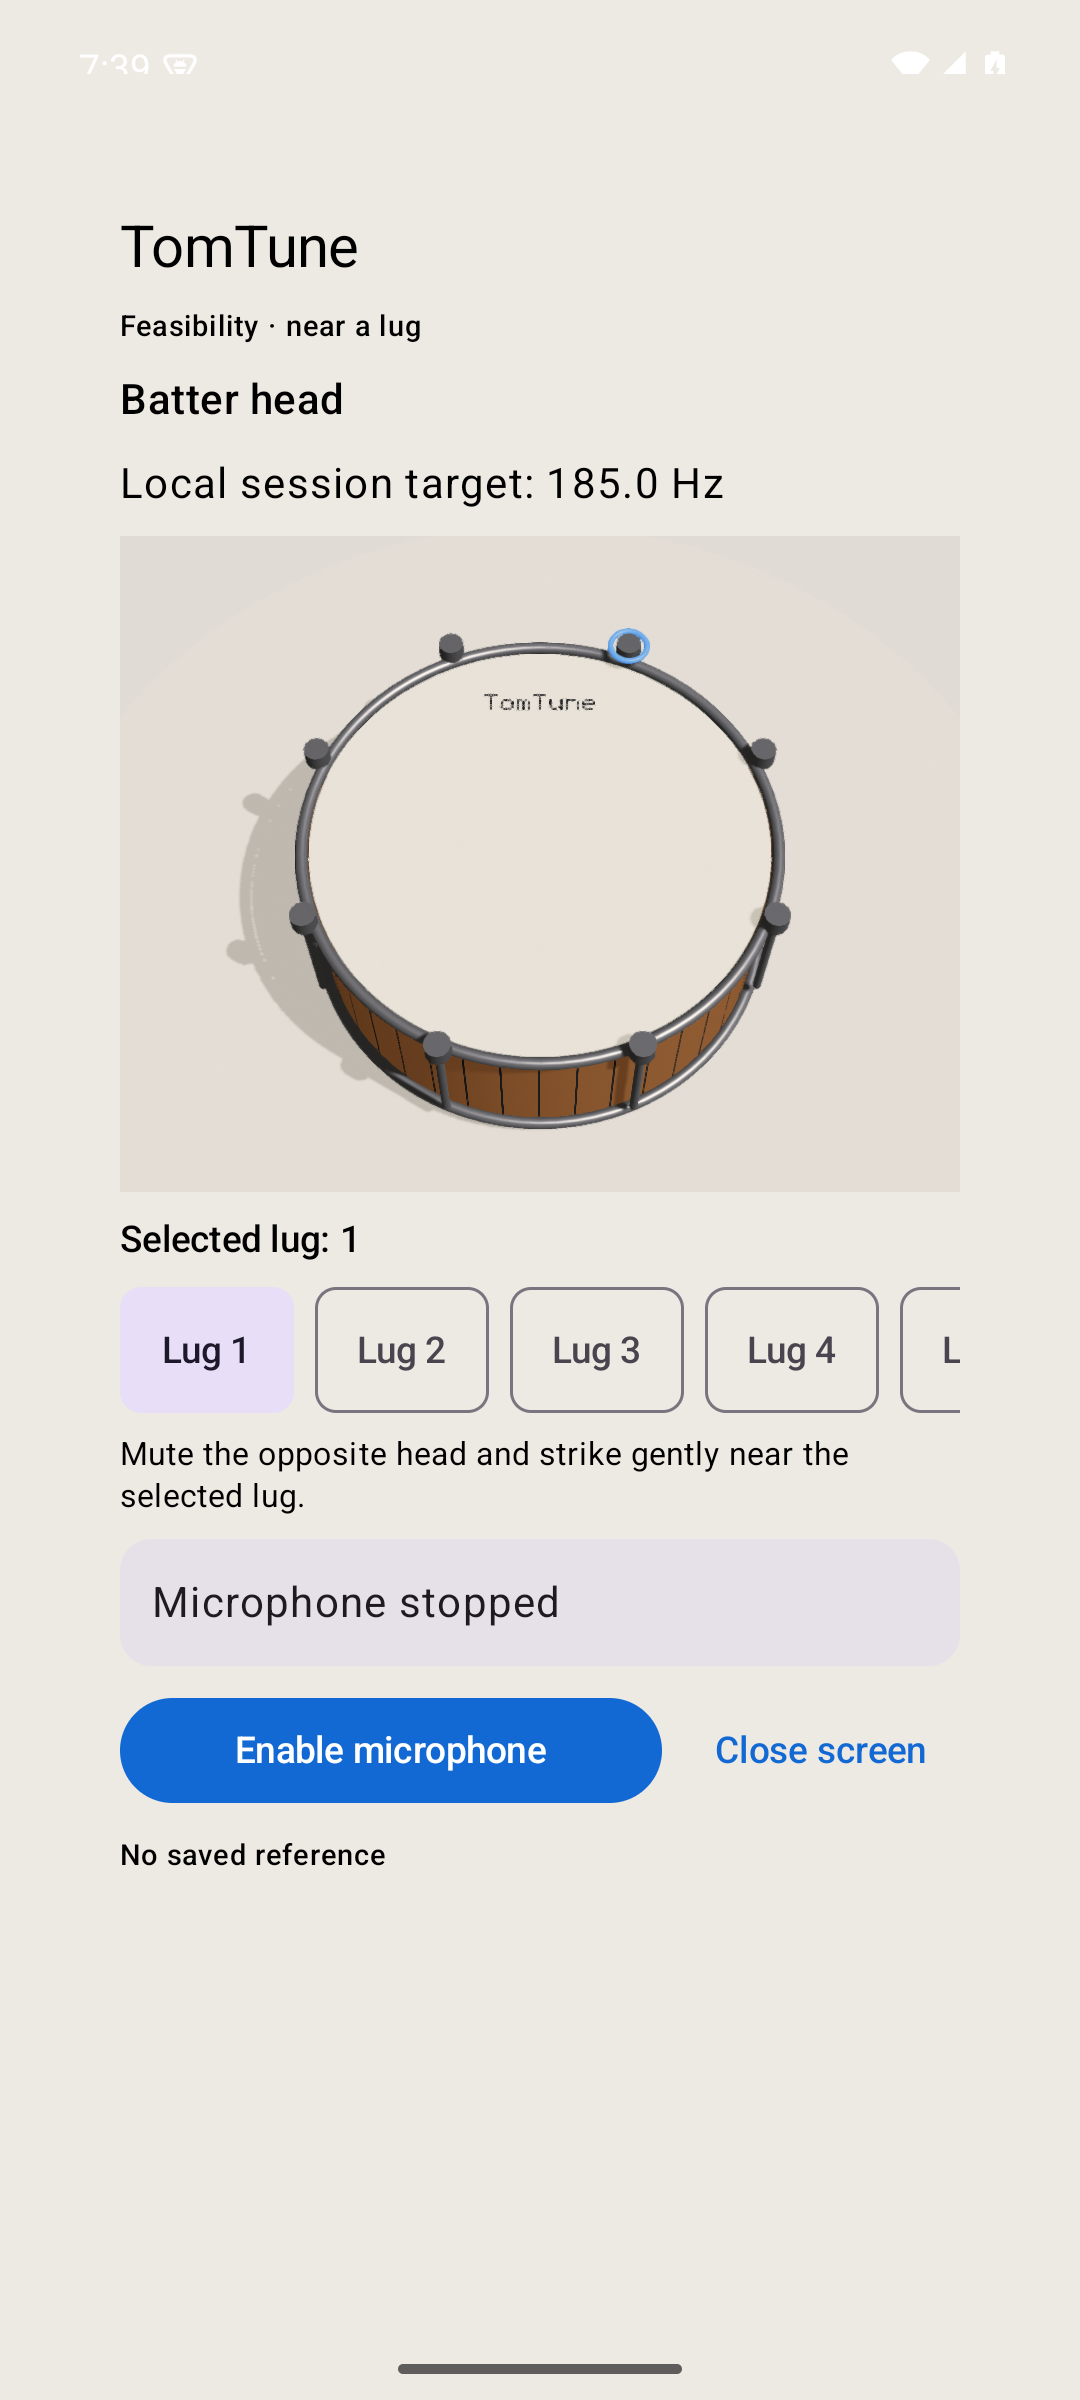 7:39
TomTune
Feasibility · near a lug
Batter head
Local session target: 185.0 Hz
TomTune
Selected lug: 1
Lug 1
Lug 2
Lug 3
Lug 4
L
Mute the opposite head and strike gently near the
selected lug.
Microphone stopped
Enable microphone
Close screen
No saved reference